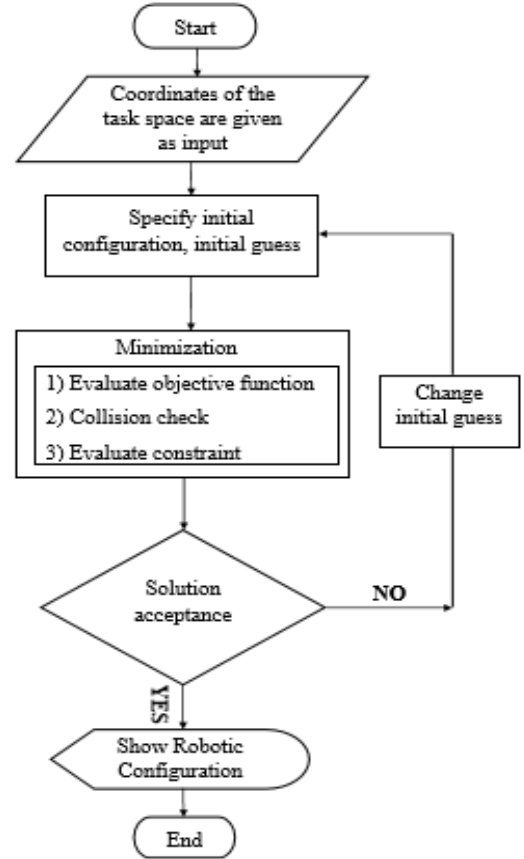 Start
Coordinates of the
task space are given
as input
Specify initial
configuration, initial guess
Minimization
1) Evaluate objective function
2) Collision check
3) Evaluate constraint
Change
initial guess
Solution
acceptance
NO
YES
Show Robotic
Configuration
End